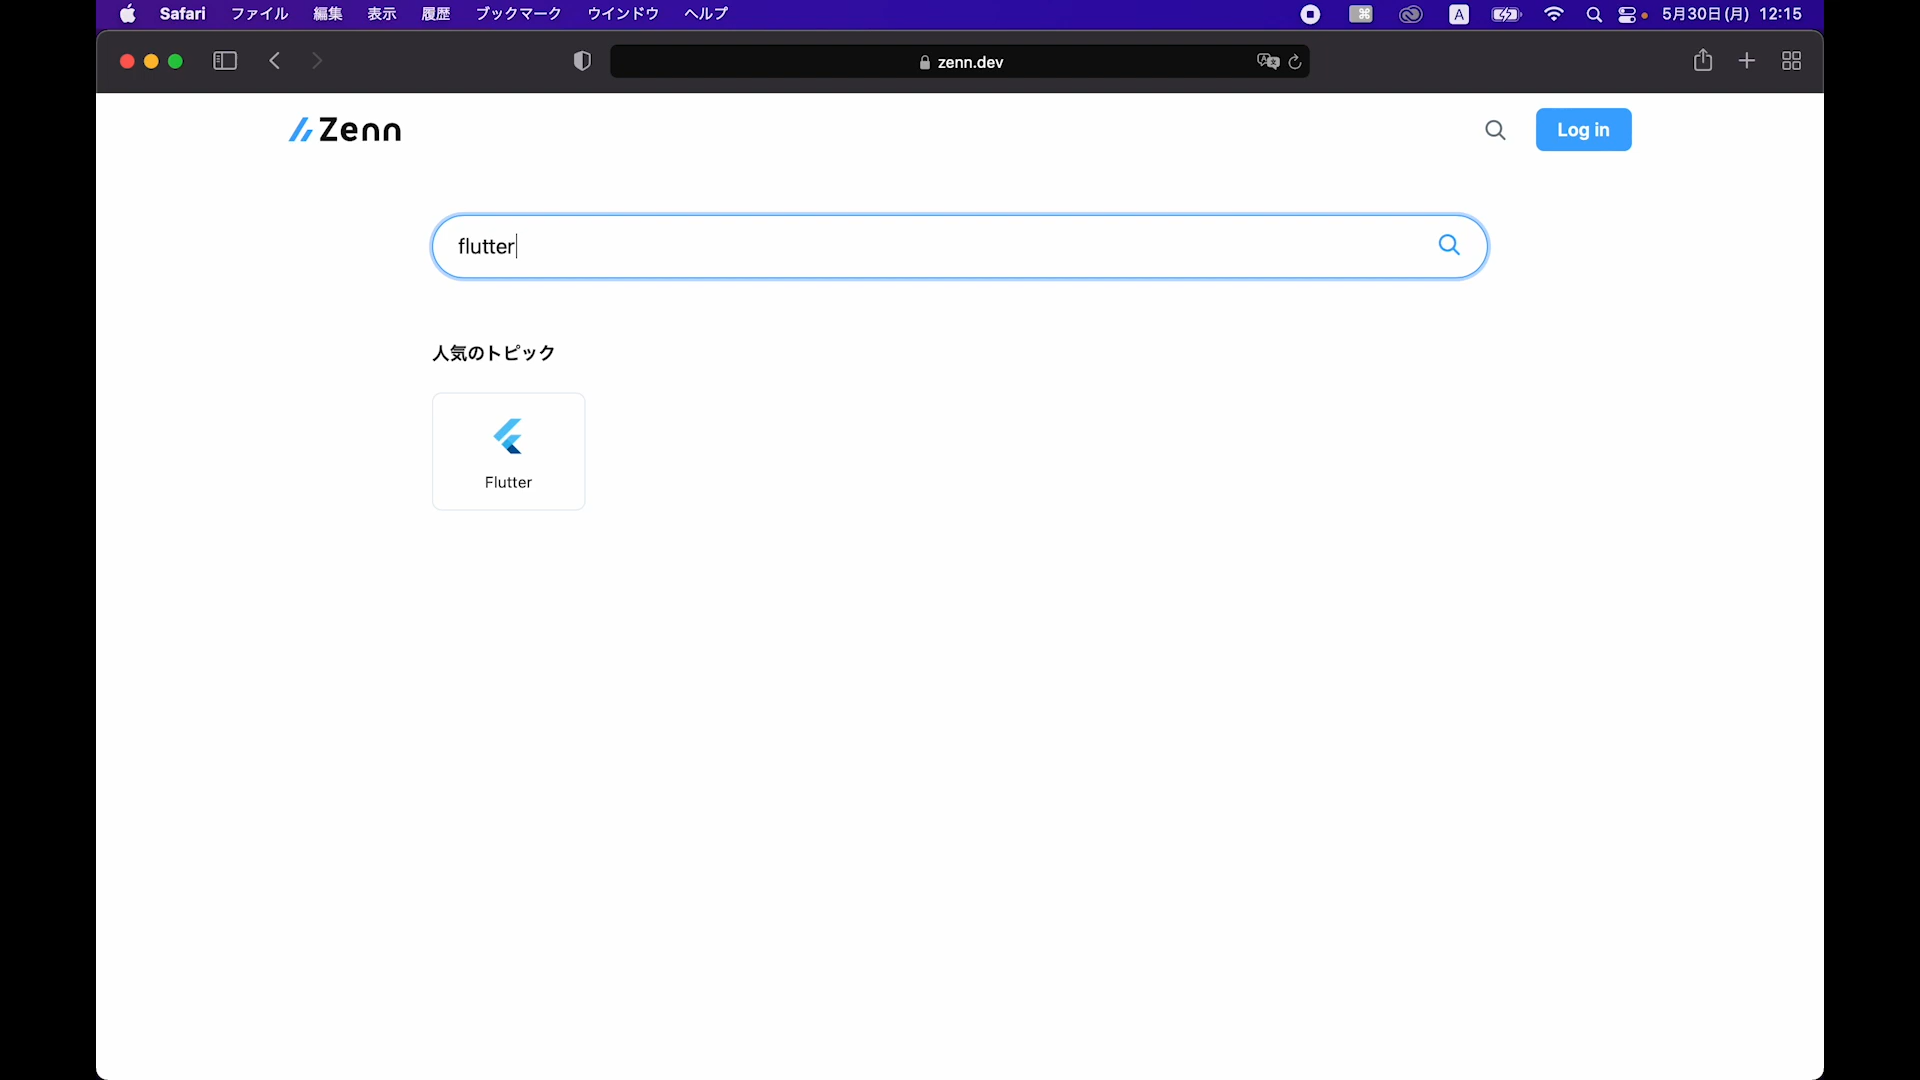 Safari ファイル 編集 表示 履歴 ブックマーク ウインドウ ヘルプ A 5月30日(月) 12:15
zenn.dev
Zenn Log in
flutter
人気のトピック
Flutter